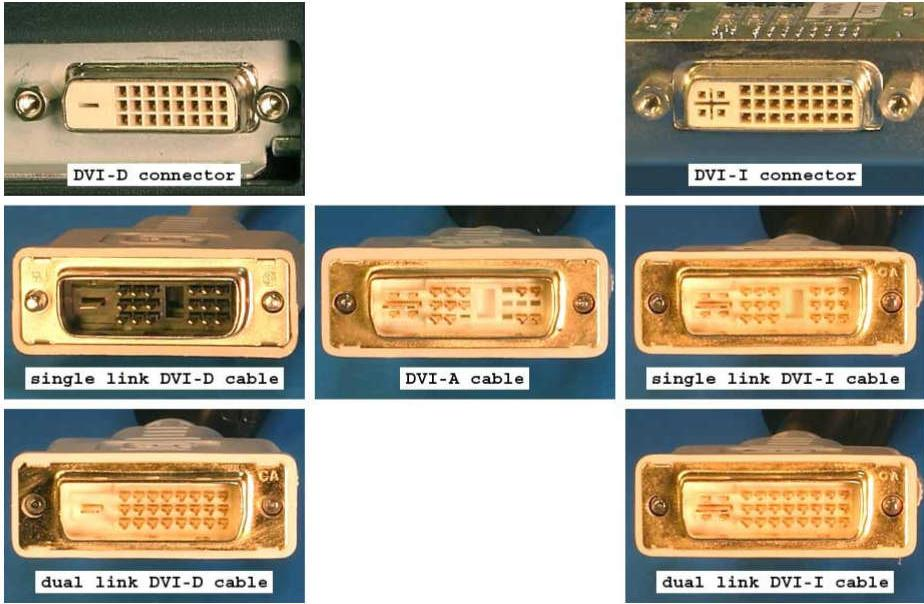 DVI-D connector
DVI-I connector
single link DVI-D cable
DVI-A cable
single link DVI-I cable
dual link DVI-D cable
dual link DVI-I cable